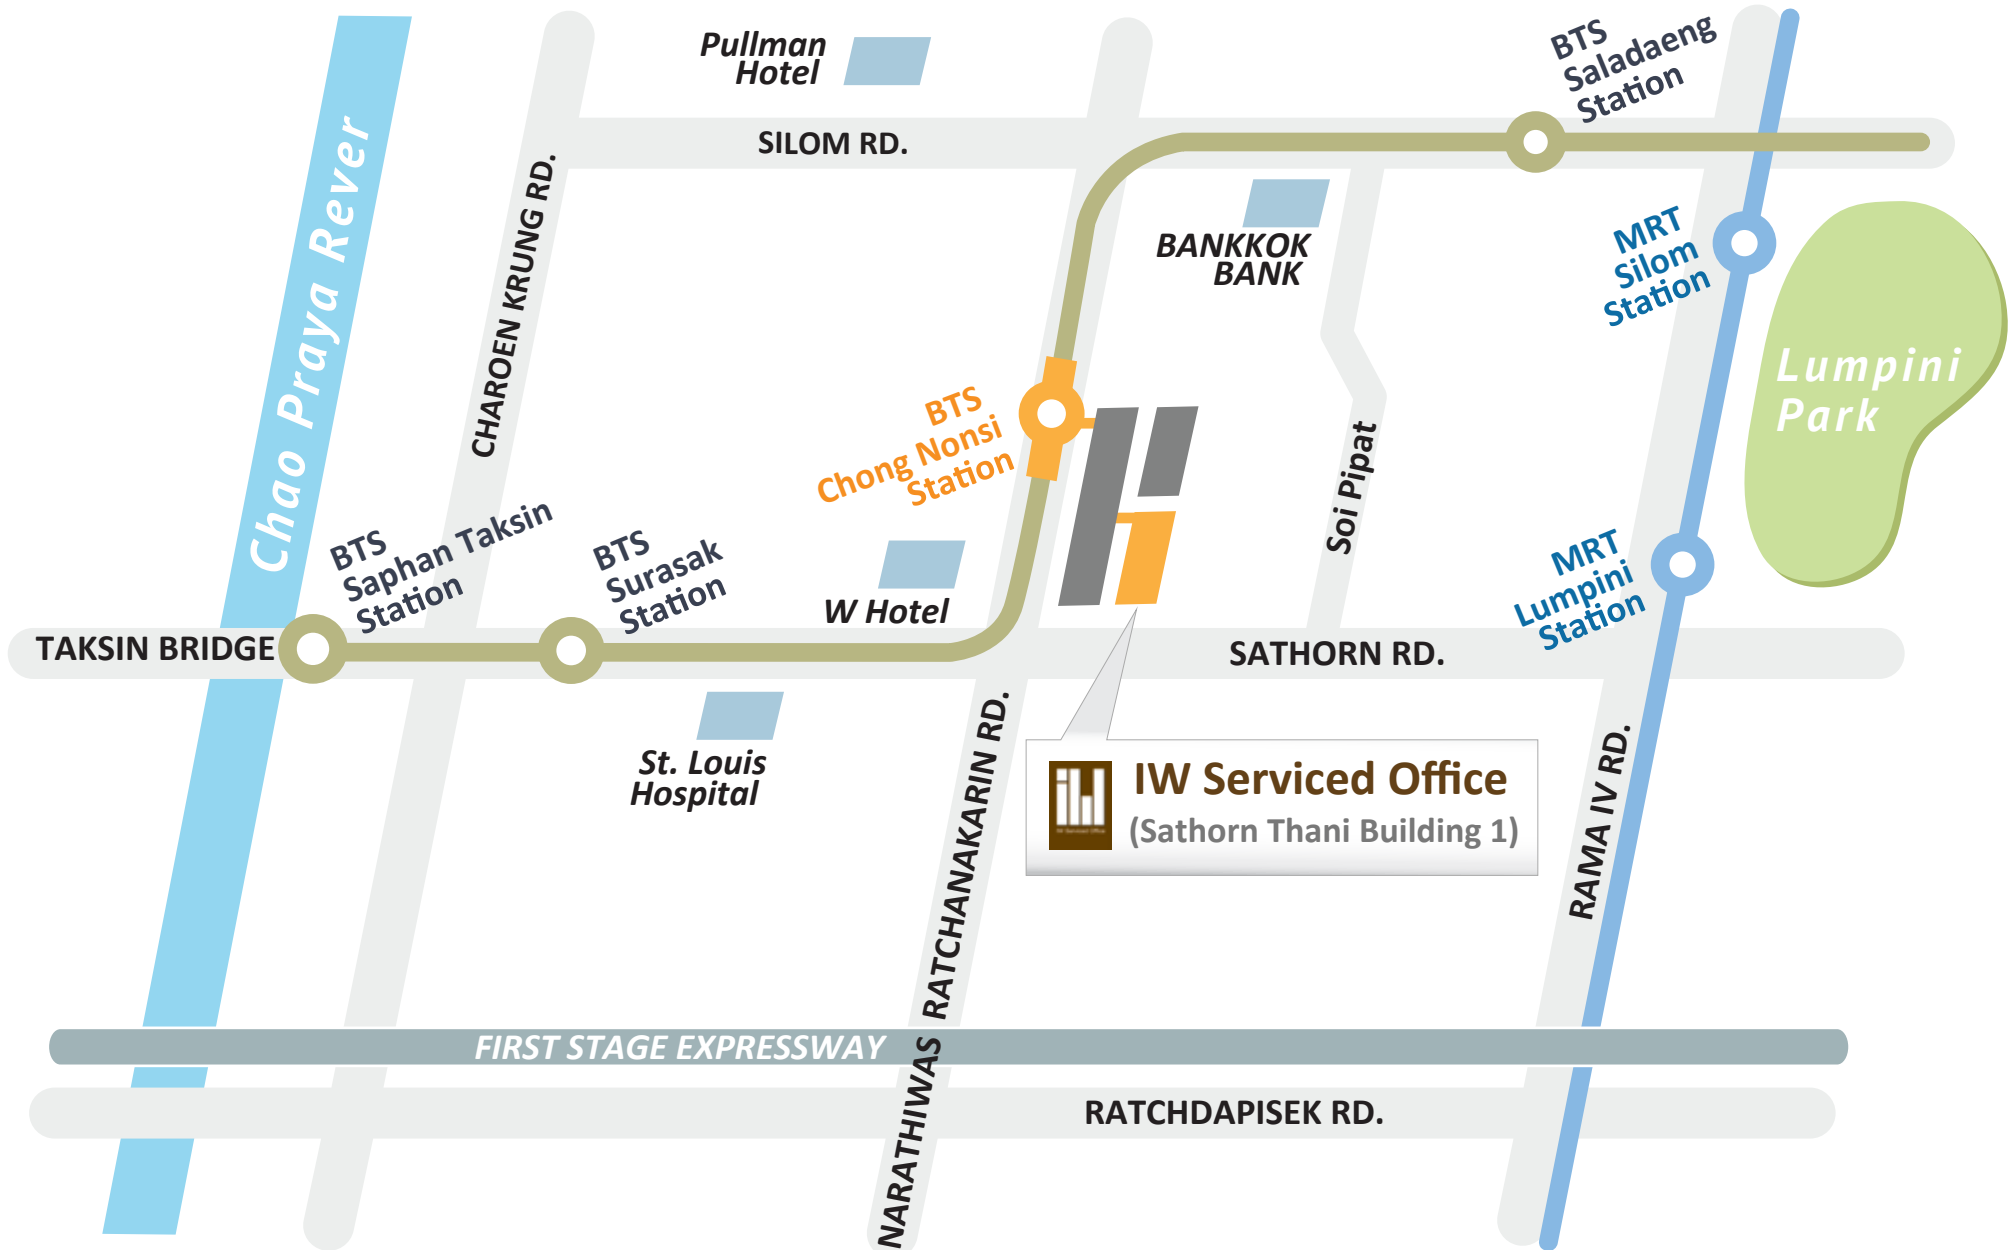 Pullman
Hotel
BTS
Saladaeng
Station
SILOM RD.
CHAROEN KRUNG RD.
Chao Praya Rever
BANKKOK
BANK
MRT
Silom
Station
Lumpini
Park
BTS
Chong Nonsi
Station
Soi Pipat
BTS
Saphan Taksin
Station
BTS
Surasak
Station
W Hotel
MRT
Lumpini
Station
TAKSIN BRIDGE
SATHORN RD.
St. Louis
Hospital
NARATHIWAS RATCHANAKARIN RD.
IW Serviced Office
(Sathorn Thani Building 1)
IW Serviced Office
RAMA IV RD.
FIRST STAGE EXPRESSWAY
RATCHDAPISEK RD.